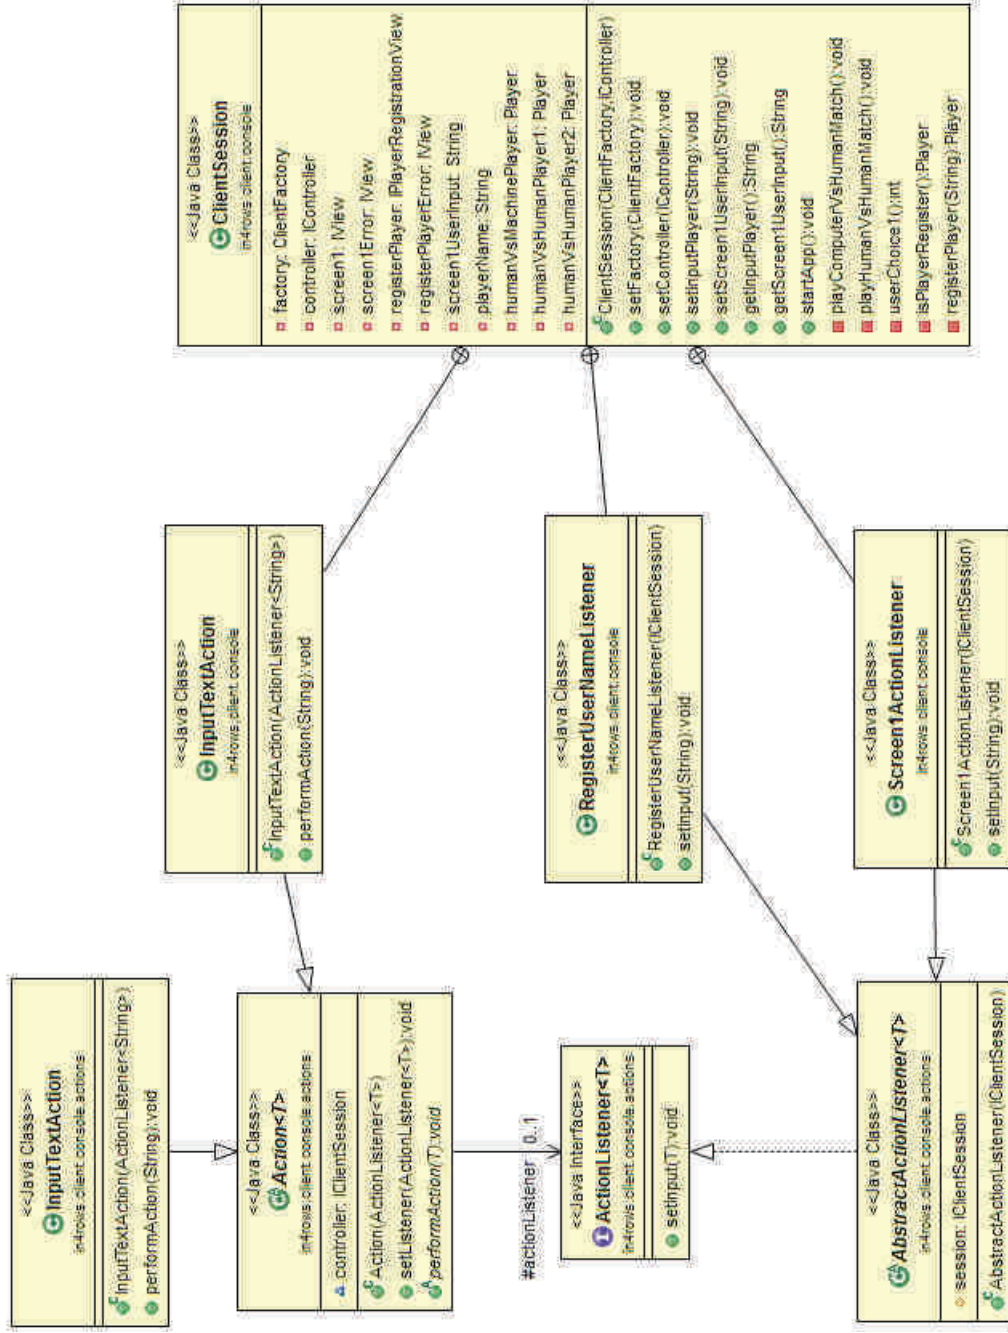 <<Java Class>>
InputTextAction
in4rows.client.console.actions
InputTextAction(ActionListener<String>)
performAction(String):void
<<Java Class>>
Action<T>
in4rows.client.console.actions
controller: IClientSession
Action(ActionListener<T>)
setListener(ActionListener<T>):void
performAction(T):void
#actionListener 0..1
<<Java Interface>>
ActionListener<T>
in4rows.client.console.actions
setInput(T):void
<<Java Class>>
AbstractActionListener<T>
in4rows.client.console.actions
session: IClientSession
AbstractActionListener(IClientSession)
<<Java Class>>
InputTextAction
in4rows.client.console
InputTextAction(ActionListener<String>)
performAction(String):void
<<Java Class>>
RegisterUserNameListener
in4rows.client.console
RegisterUserNameListener(IClientSession)
setInput(String):void
<<Java Class>>
Screen1ActionListener
in4rows.client.console
Screen1ActionListener(IClientSession)
setInput(String):void
<<Java Class>>
ClientSession
in4rows.client.console
factory: ClientFactory
controller: IController
screen1: IView
screen1Error: IView
registerPlayer: IPlayerRegistrationView
registerPlayerError: IView
screen1UserInput: String
playerName: String
humanVsMachinePlayer: Player
humanVsHumanPlayer1: Player
humanVsHumanPlayer2: Player
ClientSession(ClientFactory,IController)
setFactory(ClientFactory):void
setController(IController):void
setInputPlayer(String):void
setScreen1UserInput(String):void
getInputPlayer():String
getScreen1UserInput():String
startApp():void
playComputerVsHumanMatch():void
playHumanVsHumanMatch():void
userChoice1():int
isPlayerRegister():Player
registerPlayer(String):Player